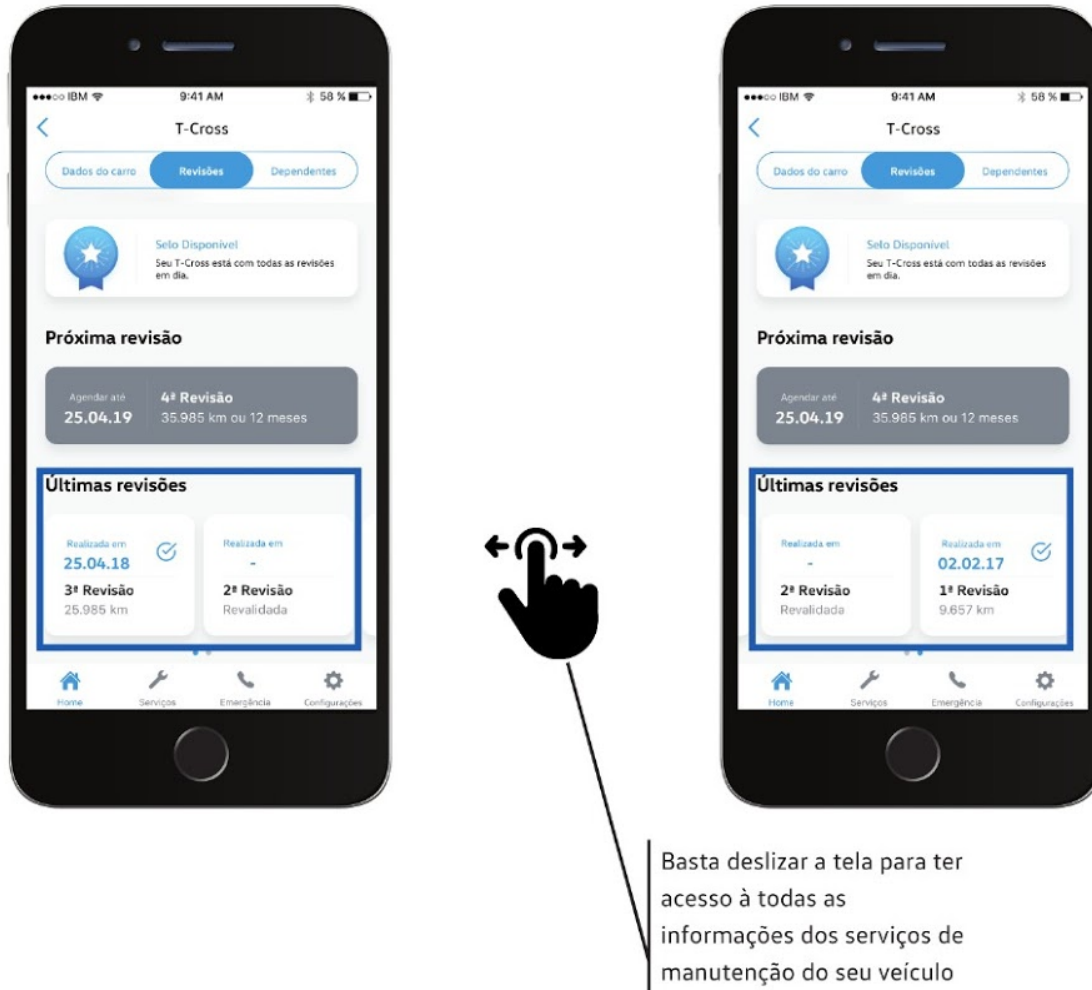 IBM 9:41 AM 58 %
T-Cross
Dados do carro Revisões Dependentes
Selo Disponível
Seu T-Cross está com todas as revisões
em dia.
Próxima revisão
Agendar até
25.04.19
4ª Revisão
35.985 km ou 12 meses
Últimas revisões
Realizada em
25.04.18
3ª Revisão
25.985 km
Realizada em
-
2ª Revisão
Revalidada
Home Serviços Emergência Configurações
IBM 9:41 AM 58 %
T-Cross
Dados do carro Revisões Dependentes
Selo Disponível
Seu T-Cross está com todas as revisões
em dia.
Próxima revisão
Agendar até
25.04.19
4ª Revisão
35.985 km ou 12 meses
Últimas revisões
Realizada em
-
2ª Revisão
Revalidada
Realizada em
02.02.17
1ª Revisão
9.657 km
Home Serviços Emergência Configurações
Basta deslizar a tela para ter
acesso à todas as
informações dos serviços de
manutenção do seu veículo